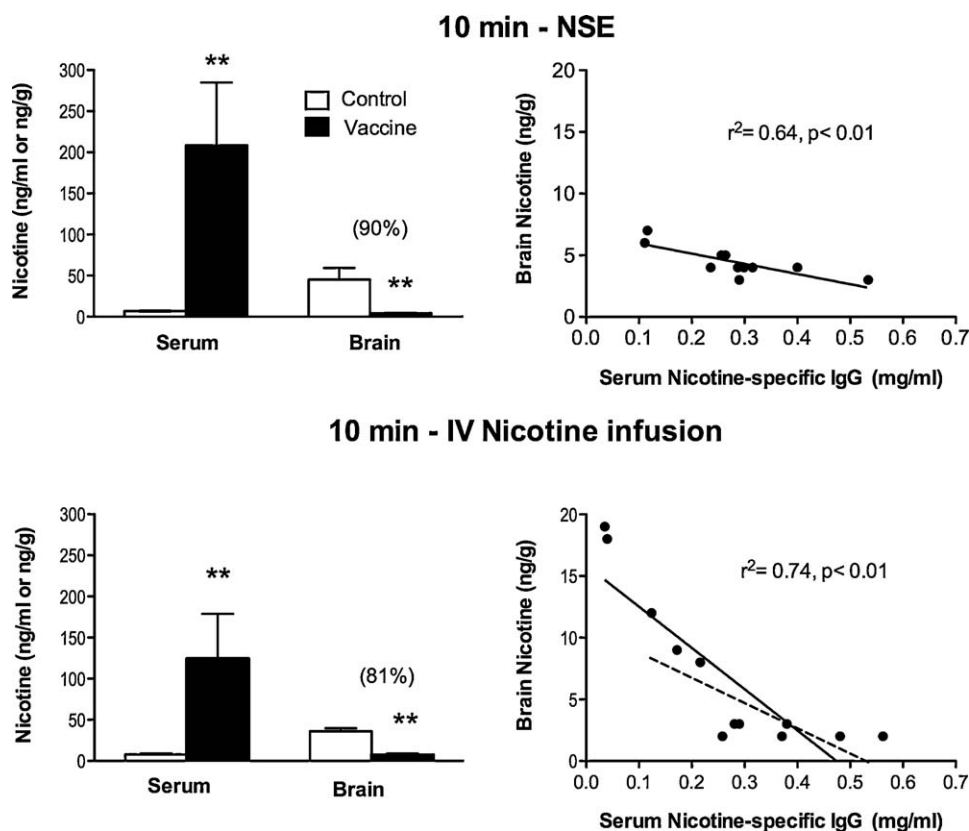 10 min - NSE
Nicotine (ng/ml or ng/g)
300
250
200
150
100
50
0
**
Control
Vaccine
(90%)
**
Serum
Brain
Brain Nicotine (ng/g)
20
15
10
5
0
r²= 0.64, p< 0.01
0.0 0.1 0.2 0.3 0.4 0.5 0.6 0.7
Serum Nicotine-specific IgG (mg/ml)
10 min - IV Nicotine infusion
Nicotine (ng/ml or ng/g)
300
250
200
150
100
50
0
**
(81%)
**
Serum
Brain
Brain Nicotine (ng/g)
20
15
10
5
0
r²= 0.74, p< 0.01
0.0 0.1 0.2 0.3 0.4 0.5 0.6 0.7
Serum Nicotine-specific IgG (mg/ml)